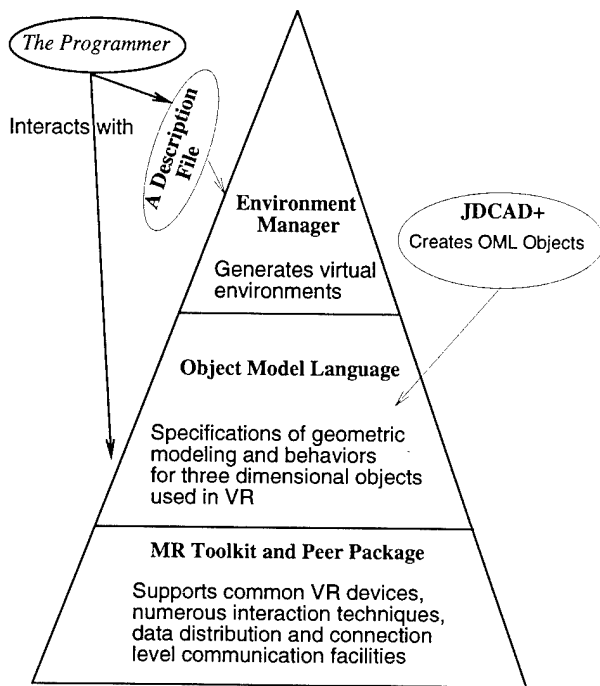 The Programmer
Interacts with
A Description
File
Environment
Manager
Generates virtual
environments
JDCAD+
Creates OML Objects
Object Model Language
Specifications of geometric
modeling and behaviors
for three dimensional objects
used in VR
MR Toolkit and Peer Package
Supports common VR devices,
numerous interaction techniques,
data distribution and connection
level communication facilities